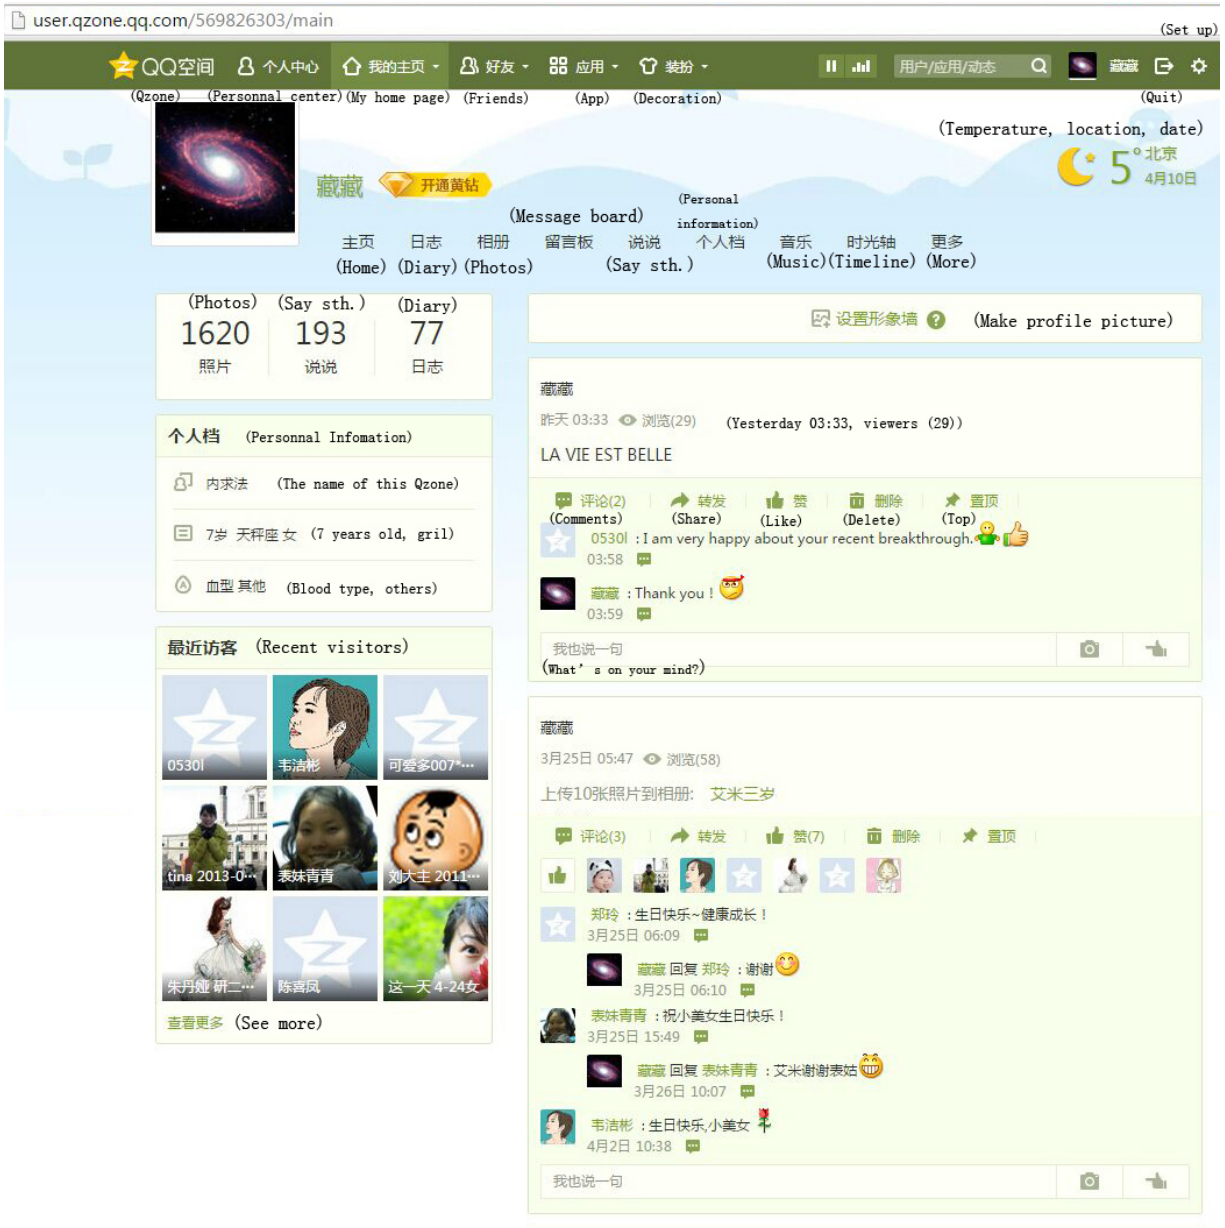 user.qzone.qq.com/569826303/main
(Set up)
QQ空间 个人中心 我的主页 好友 应用 装扮 用户/应用/动态 藏藏
(Qzone) (Personnal center) (My home page) (Friends) (App) (Decoration) (Quit)
(Temperature, location, date)
5° 北京
4月10日
藏藏 开通黄钻
(Personal
information)
(Message board)
主页 日志 相册 留言板 说说 个人档 音乐 时光轴 更多
(Home) (Diary) (Photos) (Say sth.) (Music) (Timeline) (More)
(Photos) (Say sth.) (Diary)
1620 193 77
照片 说说 日志
个人档 (Personnal Infomation)
内求法 (The name of this Qzone)
7岁 天秤座 女 (7 years old, gril)
血型 其他 (Blood type, others)
最近访客 (Recent visitors)
0530l 韦洁彬 可爱多007*···
tina 2013-0··· 表妹青青 刘大主 2011···
朱丹娅 研二··· 陈喜凤 这一天 4-24女
查看更多 (See more)
设置形象墙 ? (Make profile picture)
藏藏
昨天 03:33 浏览(29) (Yesterday 03:33, viewers (29))
LA VIE EST BELLE
评论(2) 转发 赞 删除 置顶
(Comments) (Share) (Like) (Delete) (Top)
0530l : I am very happy about your recent breakthrough.
03:58
藏藏 : Thank you !
03:59
我也说一句
(What's on your mind?)
藏藏
3月25日 05:47 浏览(58)
上传10张照片到相册: 艾米三岁
评论(3) 转发 赞(7) 删除 置顶
郑玲 : 生日快乐~健康成长！
3月25日 06:09
藏藏 回复 郑玲 : 谢谢
3月25日 06:10
表妹青青 : 祝小美女生日快乐！
3月25日 15:49
藏藏 回复 表妹青青 : 艾米谢谢表姑
3月26日 10:07
韦洁彬 : 生日快乐,小美女
4月2日 10:38
我也说一句